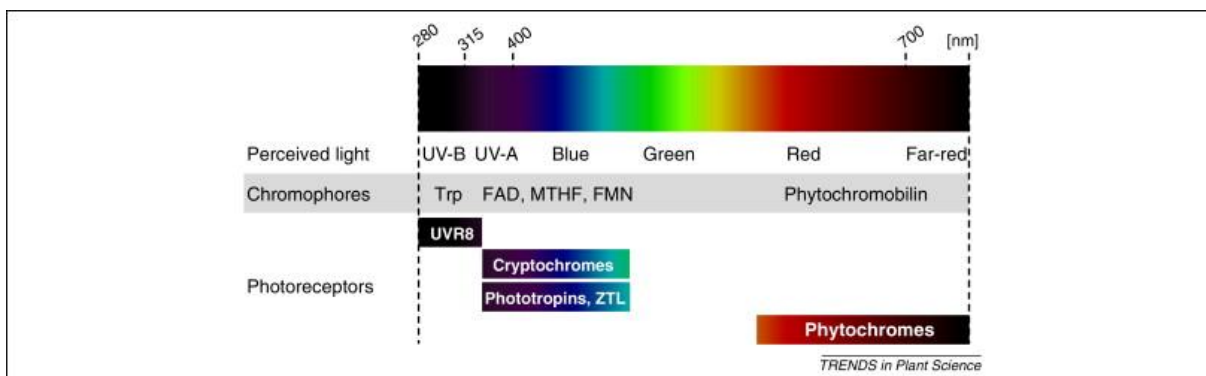 280 315 400 700 [nm]
Perceived light UV-B UV-A Blue Green Red Far-red
Chromophores Trp FAD, MTHF, FMN Phytochromobilin
UVR8
Cryptochromes
Photoreceptors Phototropins, ZTL
Phytochromes
TRENDS in Plant Science